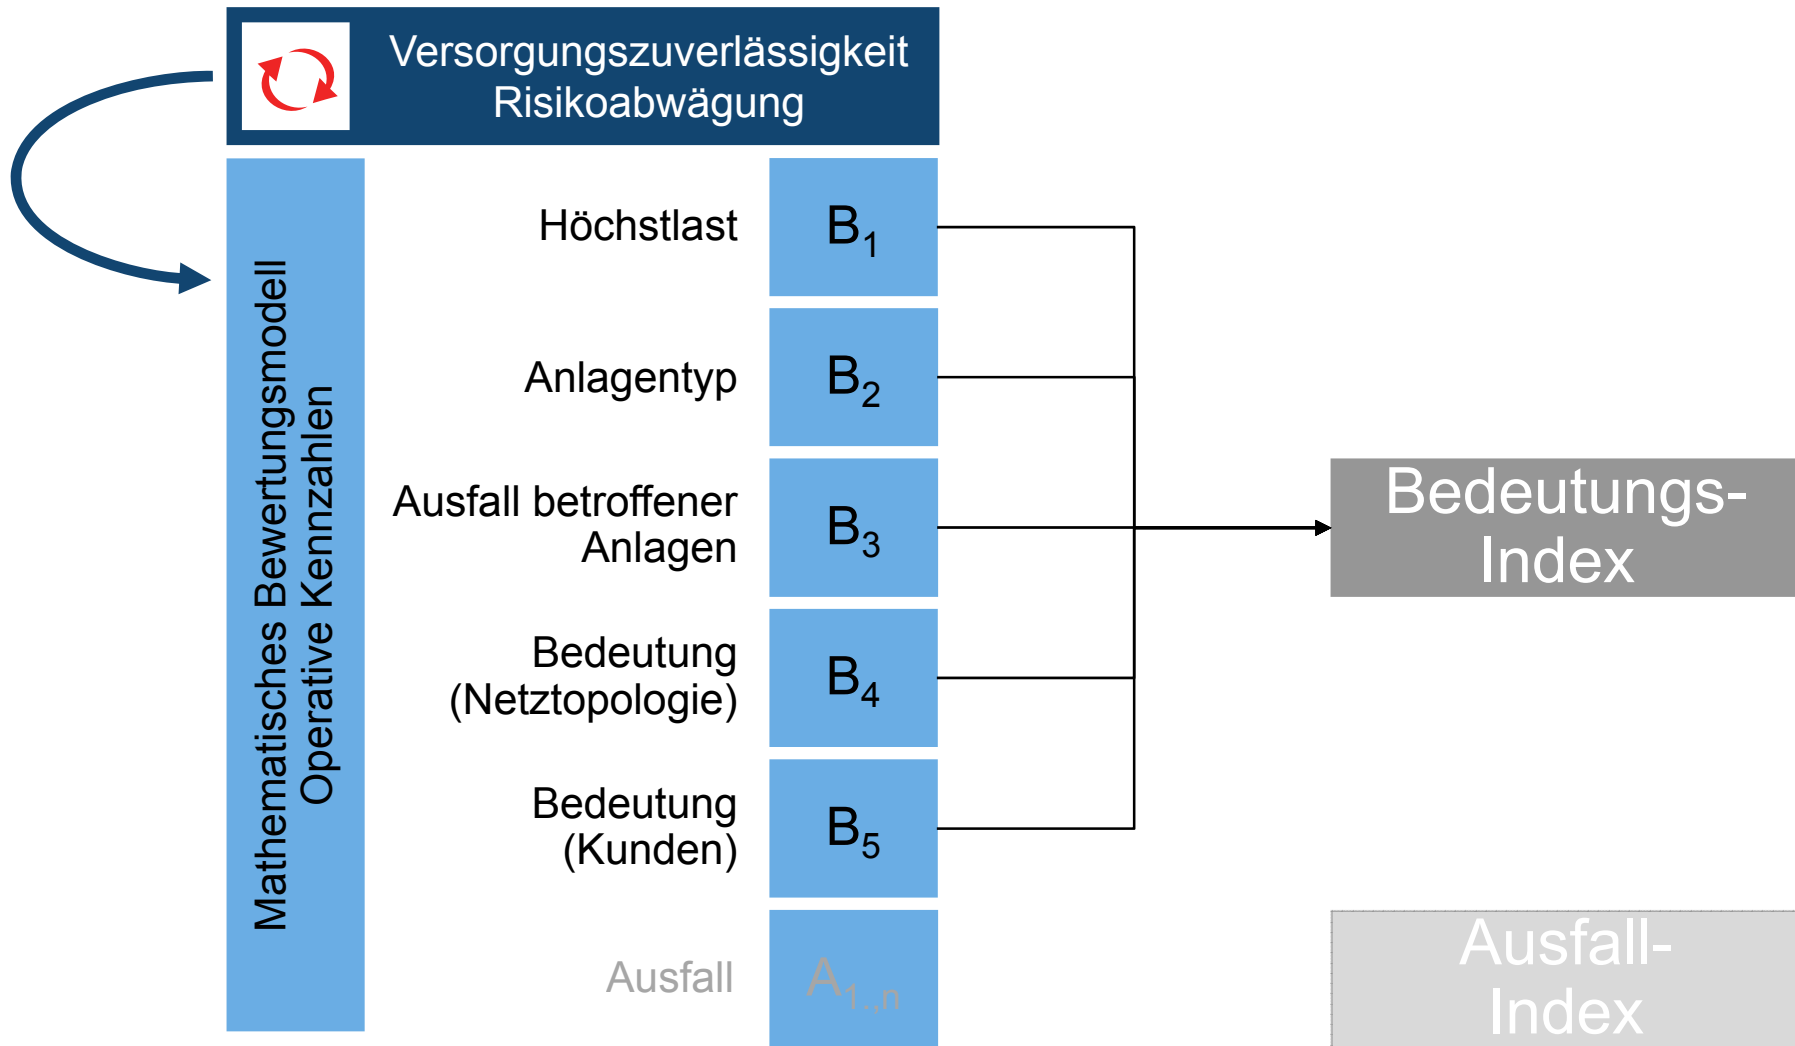 Versorgungszuverlässigkeit
Risikoabwägung
Mathematisches Bewertungsmodell
Operative Kennzahlen
Höchstlast
B₁
Anlagentyp
B₂
Ausfall betroffener
Anlagen
B₃
Bedeutung
(Netztopologie)
B₄
Bedeutung
(Kunden)
B₅
Ausfall
A₁..ₙ
Bedeutungs-
Index
Ausfall-
Index